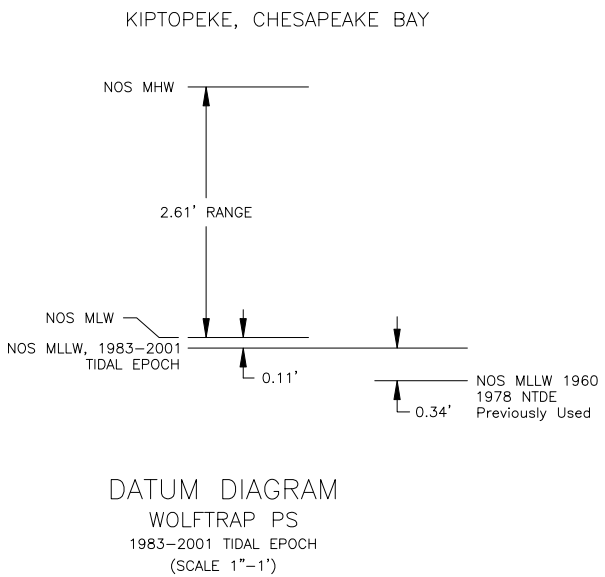 KIPTOPEKE, CHESAPEAKE BAY
NOS MHW
2.61' RANGE
NOS MLW
NOS MLLW, 1983-2001
TIDAL EPOCH
0.11'
NOS MLLW 1960
1978 NTDE
Previously Used
0.34'
DATUM DIAGRAM
WOLFTRAP PS
1983-2001 TIDAL EPOCH
(SCALE 1"-1')